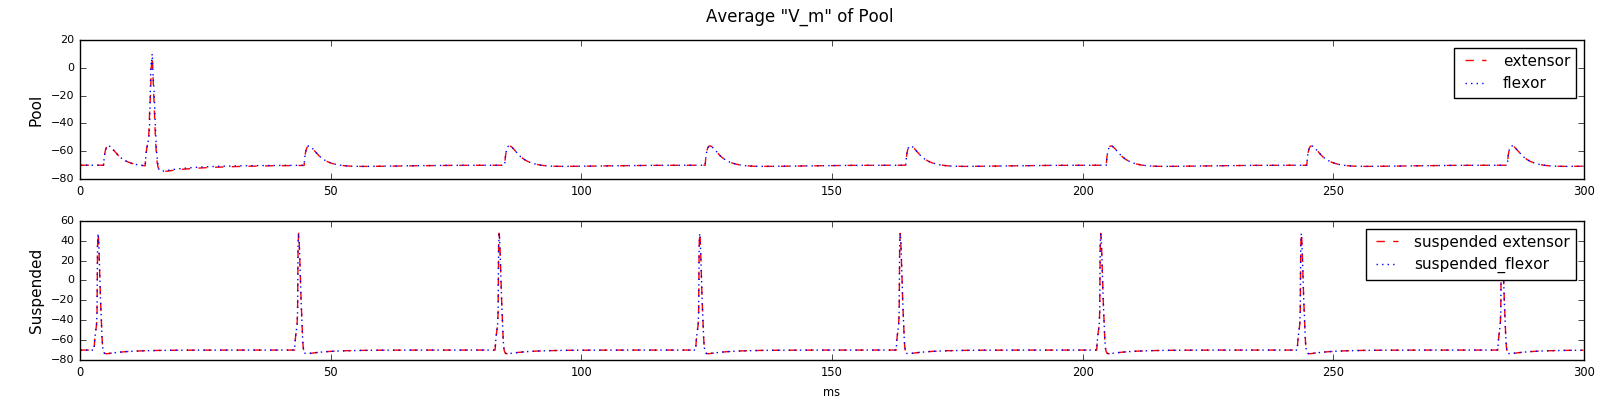 Average "V_m" of Pool
Pool
20
0
−20
−40
−60
−80
0 50 100 150 200 250 300
extensor
flexor
Suspended
60
40
20
0
−20
−40
−60
−80
0 50 100 150 200 250 300
suspended extensor
suspended_flexor
ms